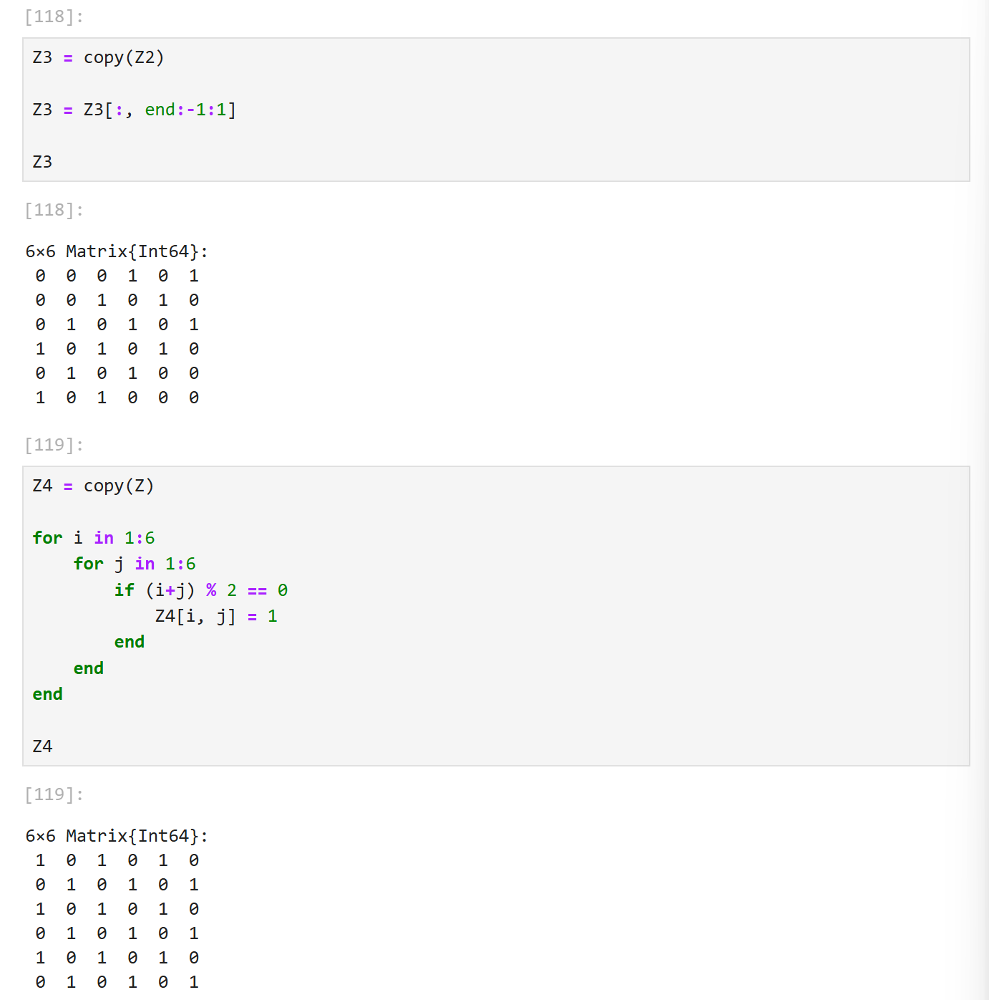 [118]:
Z3 = copy(Z2)
Z3 = Z3[:, end:-1:1]
Z3
[118]:
6×6 Matrix{Int64}:
 0  0  0  1  0  1
 0  0  1  0  1  0
 0  1  0  1  0  1
 1  0  1  0  1  0
 0  1  0  1  0  0
 1  0  1  0  0  0
[119]:
Z4 = copy(Z)
for i in 1:6
    for j in 1:6
        if (i+j) % 2 == 0
            Z4[i, j] = 1
        end
    end
end
Z4
[119]:
6×6 Matrix{Int64}:
 1  0  1  0  1  0
 0  1  0  1  0  1
 1  0  1  0  1  0
 0  1  0  1  0  1
 1  0  1  0  1  0
 0  1  0  1  0  1